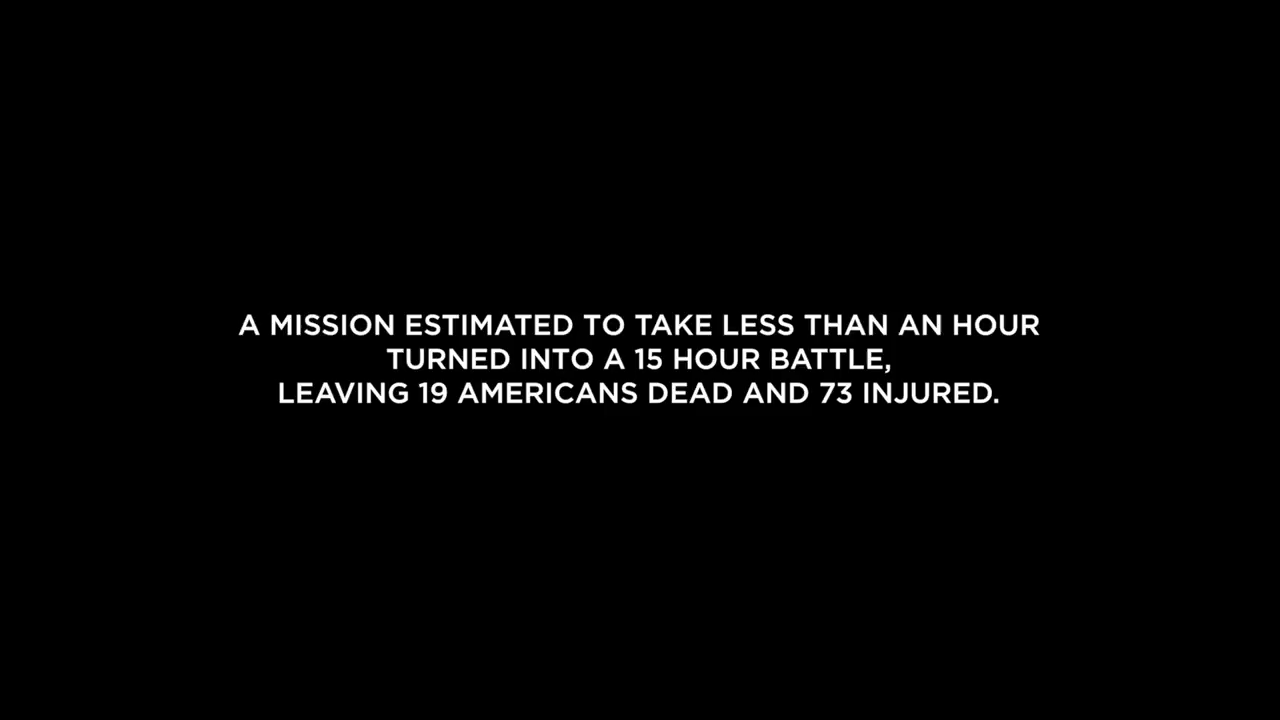 A MISSION ESTIMATED TO TAKE LESS THAN AN HOUR
TURNED INTO A 15 HOUR BATTLE,
LEAVING 19 AMERICANS DEAD AND 73 INJURED.